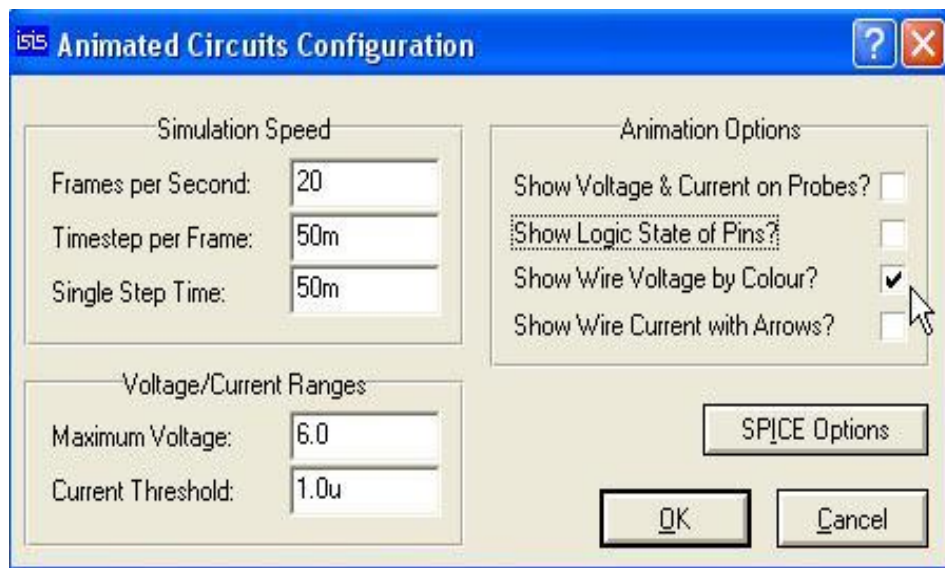 isis Animated Circuits Configuration
?
Simulation Speed
Frames per Second: 20
Timestep per Frame: 50m
Single Step Time: 50m
Voltage/Current Ranges
Maximum Voltage: 6.0
Current Threshold: 1.0u
Animation Options
Show Voltage & Current on Probes?
Show Logic State of Pins?
Show Wire Voltage by Colour?
Show Wire Current with Arrows?
SPICE Options
OK
Cancel